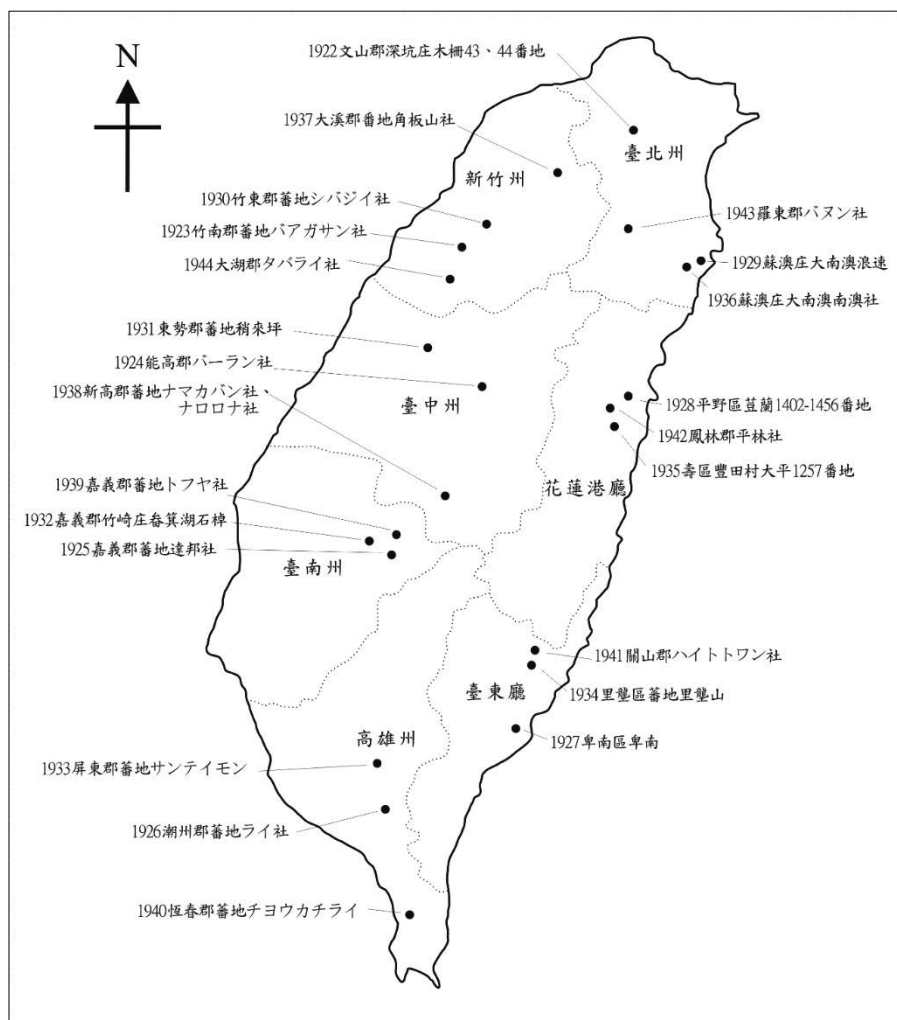 N
1922文山郡深坑庄木柵43、44番地
1937大溪郡番地角板山社
臺北州
新竹州
1930竹東郡蕃地シバジイ社
1923竹南郡蕃地バアガサン社
1944大湖郡タバライ社
1943羅東郡バヌン社
1929蘇澳庄大南澳浪速
1936蘇澳庄大南澳南澳社
1931東勢郡蕃地稍來坪
1924能高郡バーラン社
1938新高郡蕃地ナマカバン社、
ナロロナ社
臺中州
1928平野區荳蘭1402-1456番地
1942鳳林郡平林社
1935壽區豐田村大平1257番地
花蓮港廳
1939嘉義郡蕃地トフヤ社
1932嘉義郡竹崎庄畚箕湖石棹
1925嘉義郡蕃地達邦社
臺南州
1941關山郡ハイトトワン社
1934里壟區蕃地里壟山
臺東廳
1927卑南區卑南
高雄州
1933屏東郡蕃地サンテイモン
1926潮州郡蕃地ライ社
1940恆春郡蕃地チヨウカチライ